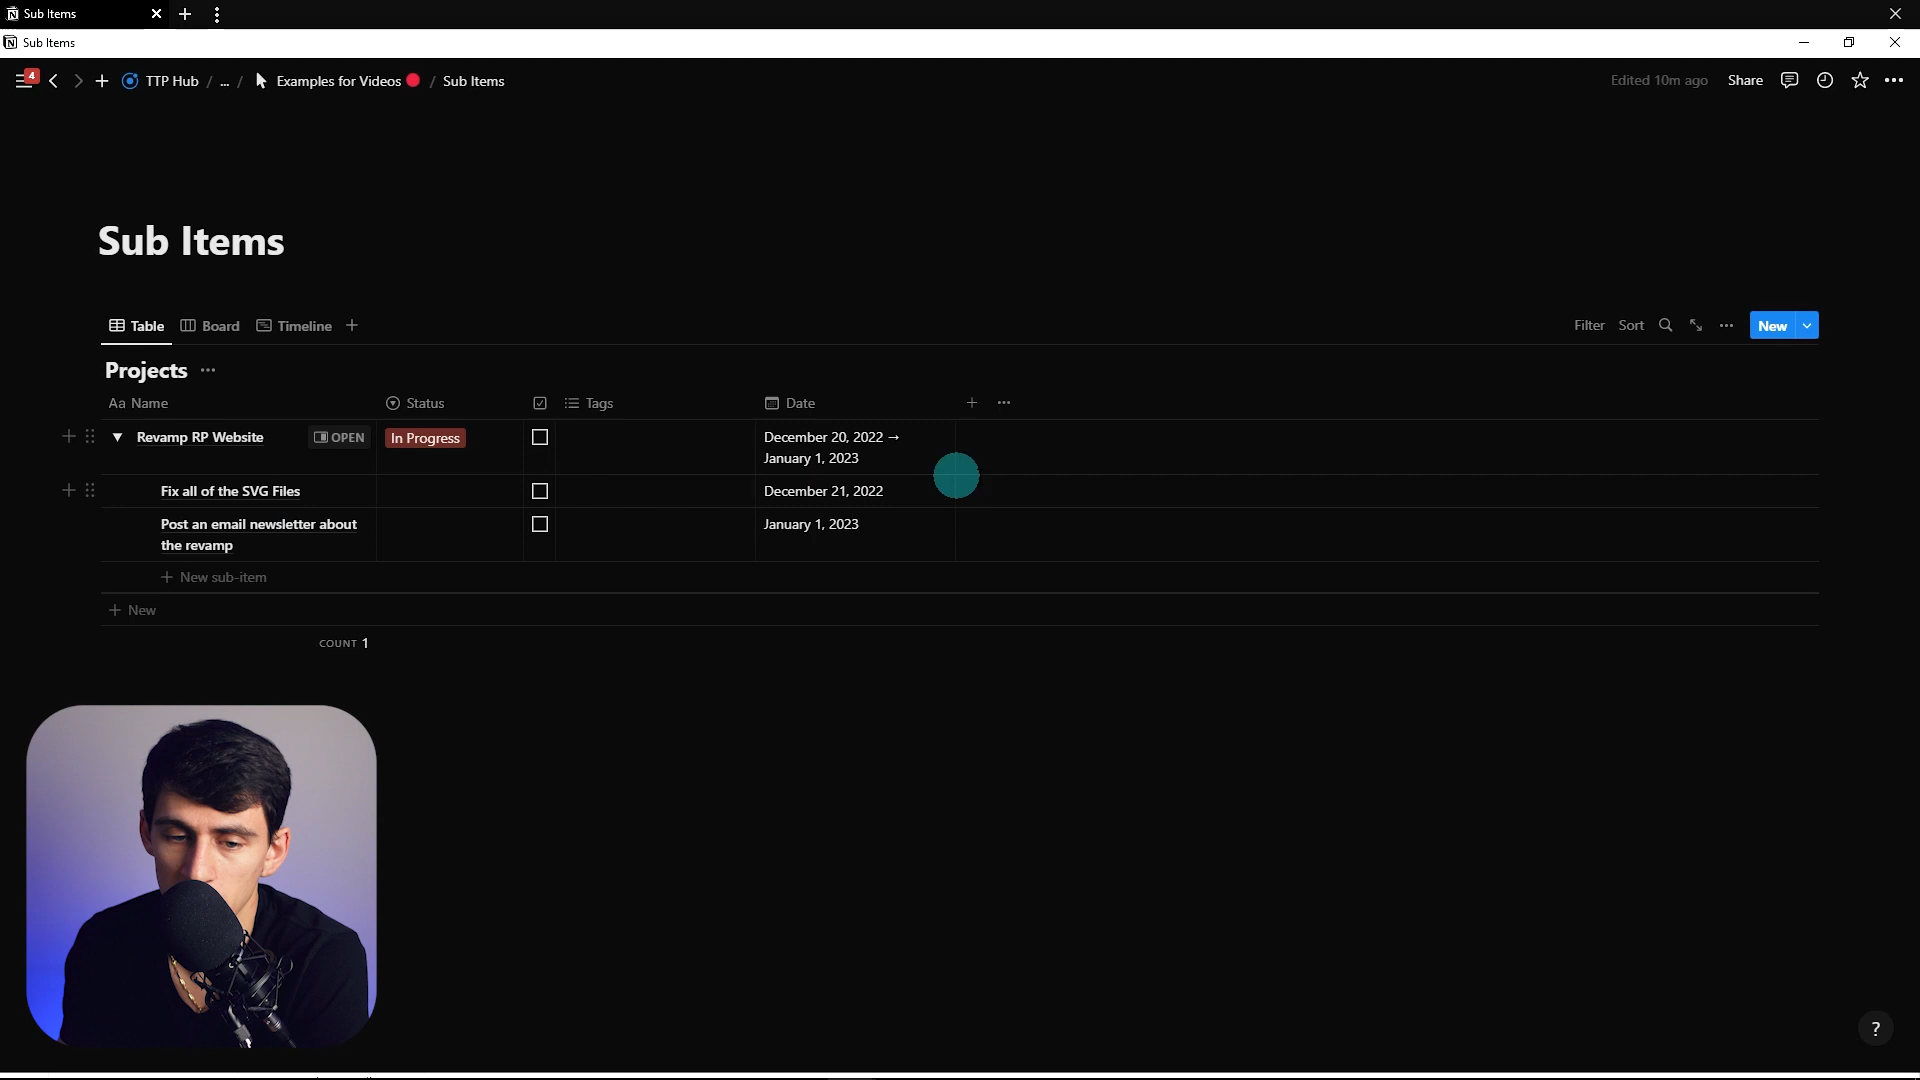 Sub Items
Sub Items
4
TTP Hub / ... / Examples for Videos / Sub Items
Edited 10m ago Share
Sub Items
Table Board Timeline
Filter Sort New
Projects
Aa Name Status Tags Date
Revamp RP Website OPEN In Progress December 20, 2022 →
January 1, 2023
Fix all of the SVG Files December 21, 2022
Post an email newsletter about January 1, 2023
the revamp
+ New sub-item
+ New
COUNT 1
?